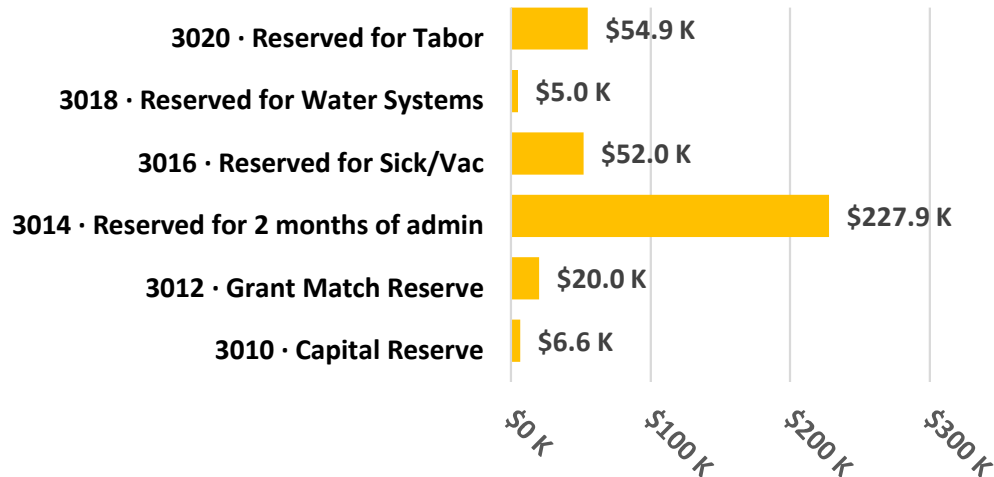 3020 · Reserved for Tabor $54.9 K
3018 · Reserved for Water Systems $5.0 K
3016 · Reserved for Sick/Vac $52.0 K
3014 · Reserved for 2 months of admin $227.9 K
3012 · Grant Match Reserve $20.0 K
3010 · Capital Reserve $6.6 K
$0 K $100 K $200 K $300 K